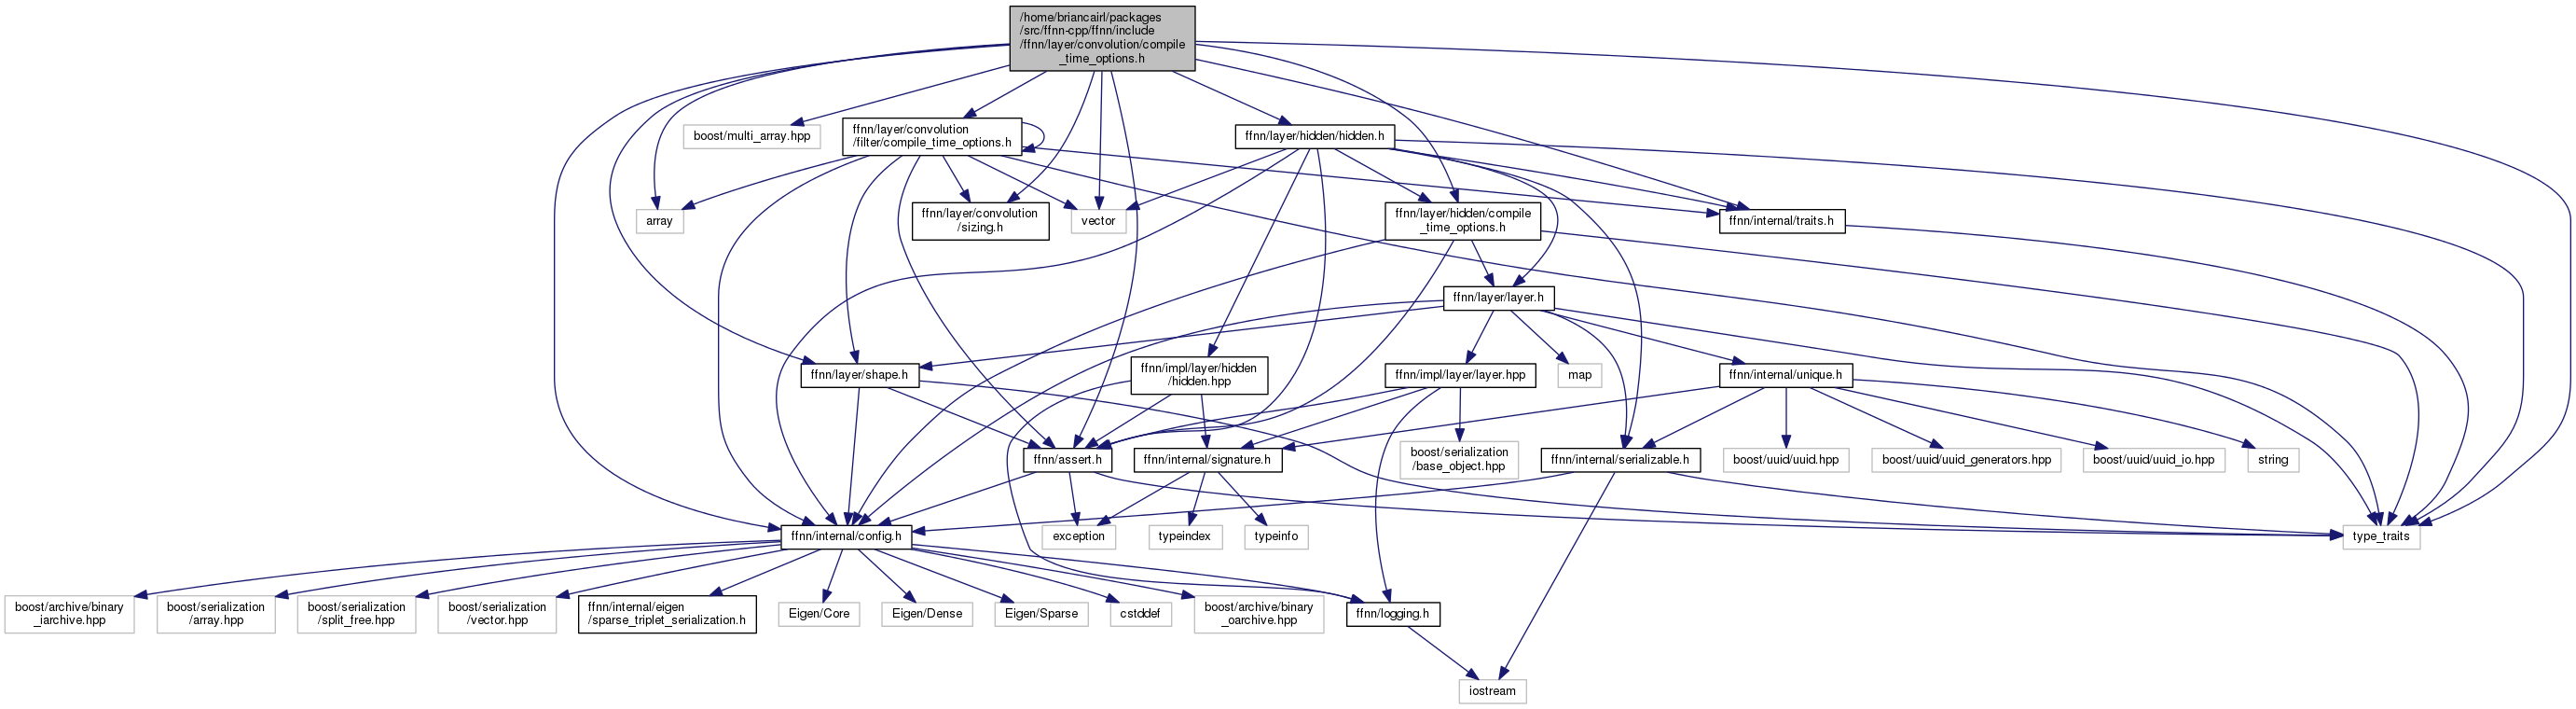 /home/briancairl/packages
/src/ffnn-cpp/ffnn/include
/ffnn/layer/convolution/compile
_time_options.h
boost/multi_array.hpp
ffnn/layer/convolution
/filter/compile_time_options.h
ffnn/layer/hidden/hidden.h
array
ffnn/layer/convolution
/sizing.h
vector
ffnn/layer/hidden/compile
_time_options.h
ffnn/internal/traits.h
ffnn/layer/layer.h
ffnn/layer/shape.h
ffnn/impl/layer/hidden
/hidden.hpp
ffnn/impl/layer/layer.hpp
map
ffnn/internal/unique.h
ffnn/assert.h
ffnn/internal/signature.h
boost/serialization
/base_object.hpp
ffnn/internal/serializable.h
boost/uuid/uuid.hpp
boost/uuid/uuid_generators.hpp
boost/uuid/uuid_io.hpp
string
ffnn/internal/config.h
exception
typeindex
typeinfo
type_traits
boost/archive/binary
_iarchive.hpp
boost/serialization
/array.hpp
boost/serialization
/split_free.hpp
boost/serialization
/vector.hpp
ffnn/internal/eigen
/sparse_triplet_serialization.h
Eigen/Core
Eigen/Dense
Eigen/Sparse
cstddef
boost/archive/binary
_oarchive.hpp
ffnn/logging.h
iostream